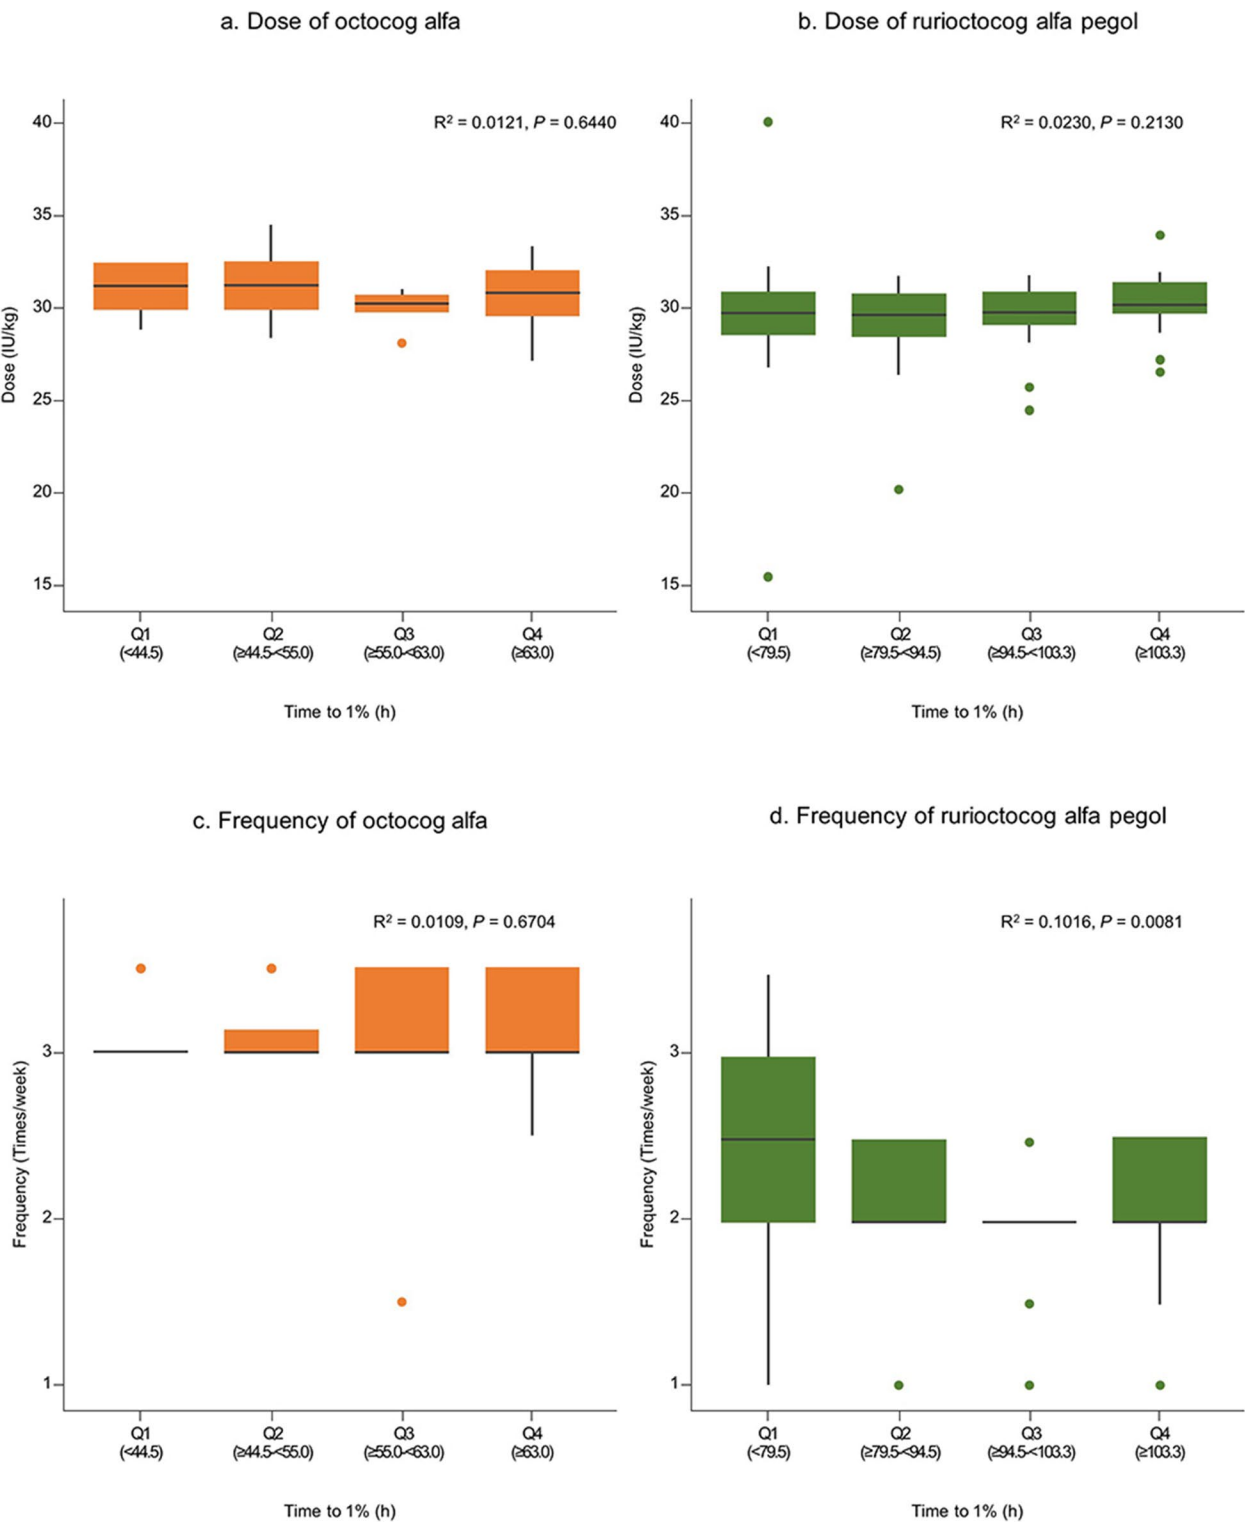 a. Dose of octocog alfa
R² = 0.0121, P = 0.6440
Dose (IU/kg)
40
35
30
25
20
15
Q1 Q2 Q3 Q4
(<44.5) (≥44.5-<55.0) (≥55.0-<63.0) (≥63.0)
Time to 1% (h)
b. Dose of rurioctocog alfa pegol
R² = 0.0230, P = 0.2130
Dose (IU/kg)
40
35
30
25
20
15
Q1 Q2 Q3 Q4
(<79.5) (≥79.5-<94.5) (≥94.5-<103.3) (≥103.3)
Time to 1% (h)
c. Frequency of octocog alfa
R² = 0.0109, P = 0.6704
Frequency (Times/week)
3
2
1
Q1 Q2 Q3 Q4
(<44.5) (≥44.5-<55.0) (≥55.0-<63.0) (≥63.0)
Time to 1% (h)
d. Frequency of rurioctocog alfa pegol
R² = 0.1016, P = 0.0081
Frequency (Times/week)
3
2
1
Q1 Q2 Q3 Q4
(<79.5) (≥79.5-<94.5) (≥94.5-<103.3) (≥103.3)
Time to 1% (h)